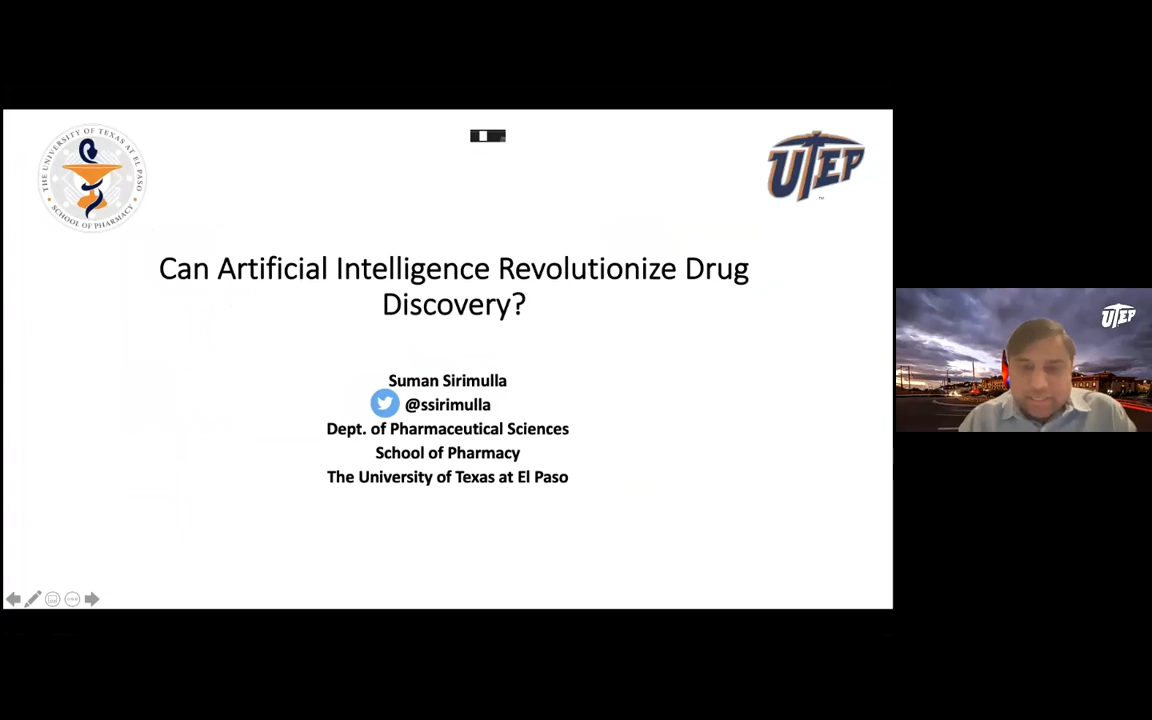 THE UNIVERSITY OF TEXAS AT EL PASO
SCHOOL OF PHARMACY
UTEP
TM
Can Artificial Intelligence Revolutionize Drug
Discovery?
Suman Sirimulla
@ssirimulla
Dept. of Pharmaceutical Sciences
School of Pharmacy
The University of Texas at El Paso
UTEP